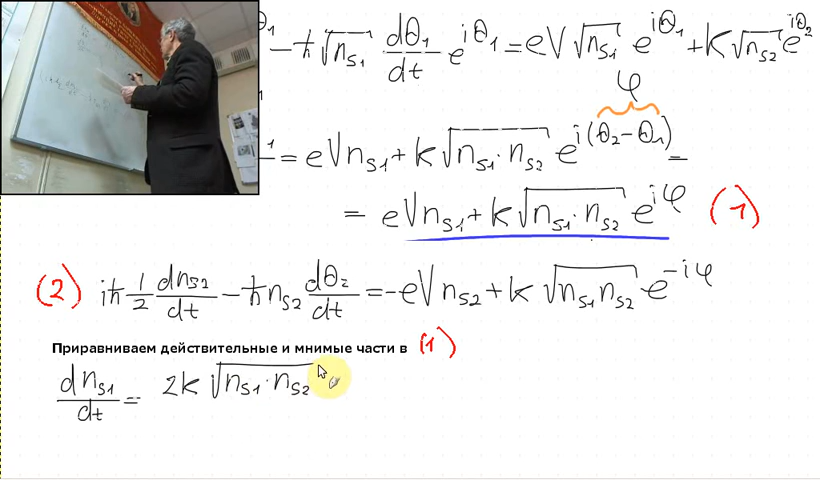 θ₁ − ħ√n_{S1} dθ₁/dt e^{iθ₁} = eV√n_{S1} e^{iθ₁} + K√n_{S2} e^{iθ₂}
φ
1 = eVn_{S1} + K√(n_{S1}·n_{S2}) e^{i(θ₂−θ₁)} =
= eVn_{S1} + K√(n_{S1}·n_{S2}) e^{iφ} (1)
(2) iħ 1/2 dn_{S2}/dt − ħn_{S2} dθ₂/dt = −eVn_{S2} + K√(n_{S1}n_{S2}) e^{−iφ}
Приравниваем действительные и мнимые части в (1)
dn_{S1}/dt = 2K√(n_{S1}·n_{S2})